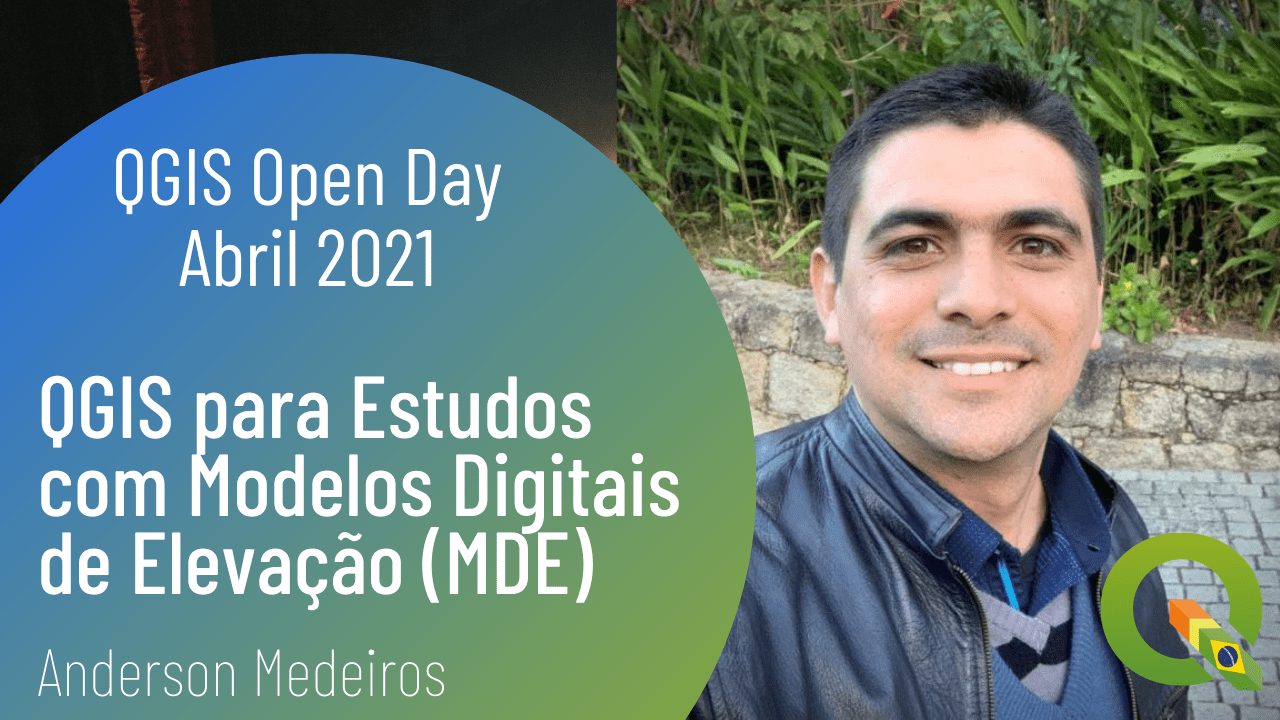 QGIS Open Day
Abril 2021
QGIS para Estudos
com Modelos Digitais
de Elevação (MDE)
Anderson Medeiros